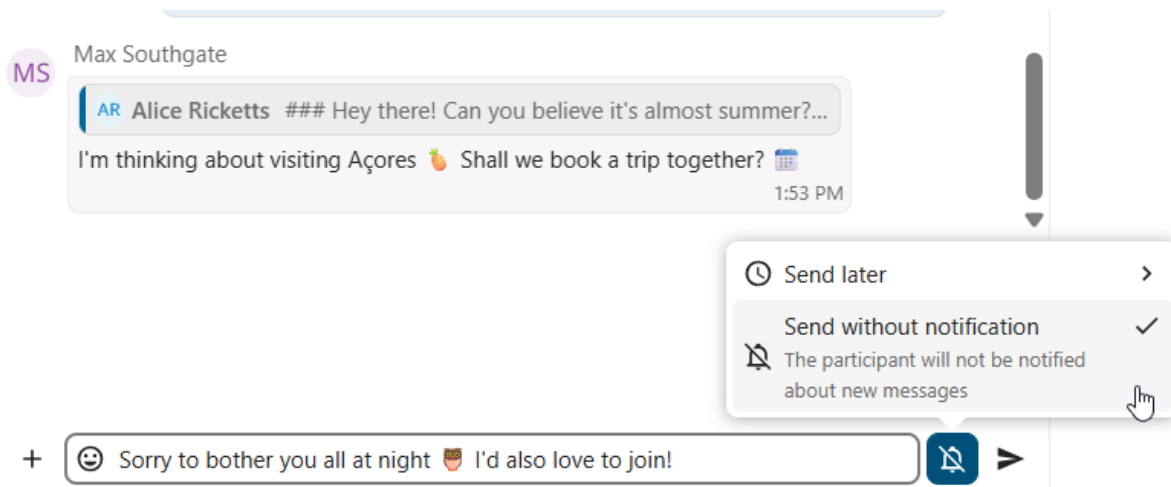 Max Southgate
MS
AR Alice Ricketts ### Hey there! Can you believe it's almost summer?...
I'm thinking about visiting Açores 🍍 Shall we book a trip together? 📅
1:53 PM
Send later
Send without notification
The participant will not be notified
about new messages
Sorry to bother you all at night 🦉 I'd also love to join!